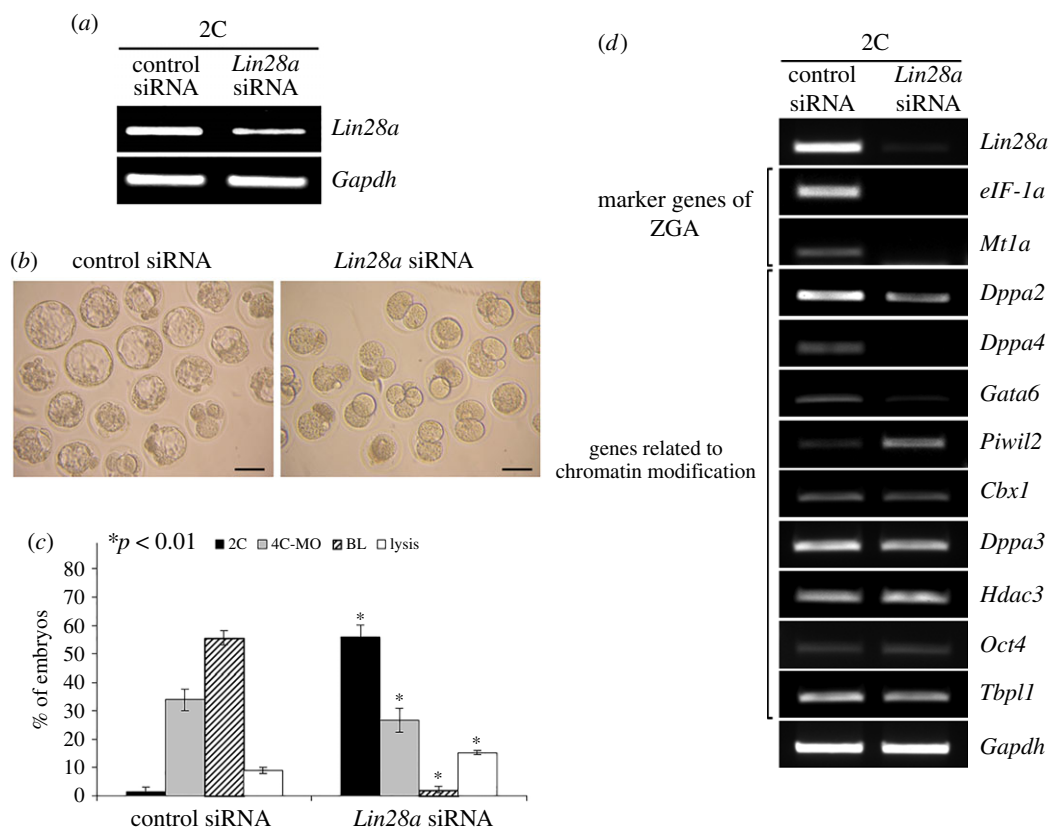 (a)
2C
control
siRNA
Lin28a
siRNA
Lin28a
Gapdh
(b)
control siRNA
Lin28a siRNA
(c)
*p < 0.01
2C
4C-MO
BL
lysis
% of embryos
80
70
60
50
40
30
20
10
0
*
*
*
*
control siRNA
Lin28a siRNA
(d)
2C
control
siRNA
Lin28a
siRNA
Lin28a
marker genes of
ZGA
eIF-1a
Mt1a
genes related to
chromatin modification
Dppa2
Dppa4
Gata6
Piwil2
Cbx1
Dppa3
Hdac3
Oct4
Tbpl1
Gapdh